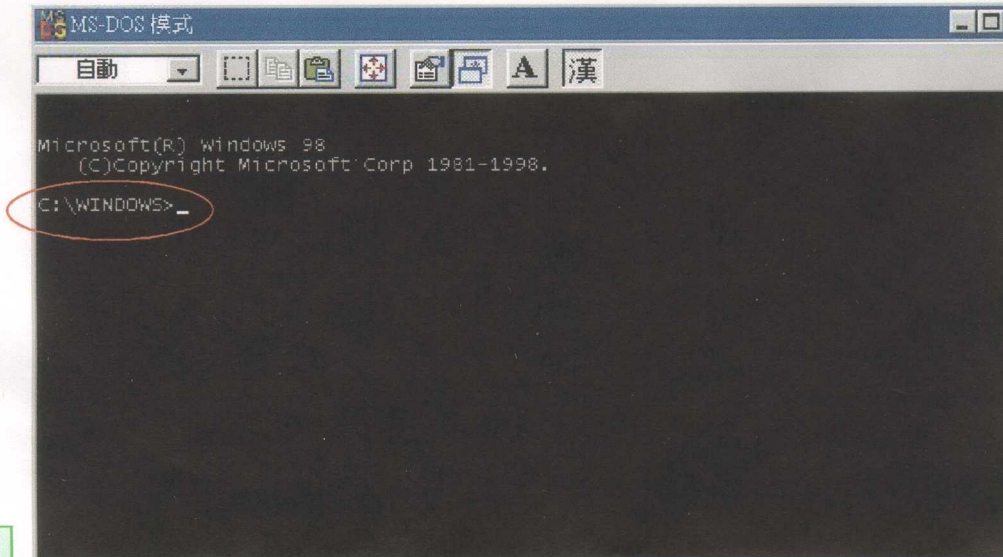 MS-DOS 模式
自動 A 漢
Microsoft(R) Windows 98
(C)Copyright Microsoft Corp 1981-1998.
C:\WINDOWS>_